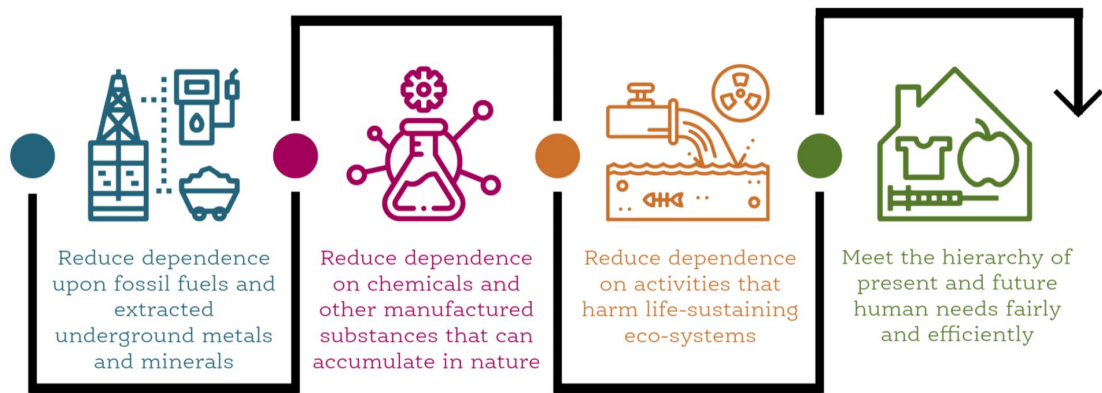 Reduce dependence
upon fossil fuels and
extracted
underground metals
and minerals
Reduce dependence
on chemicals and
other manufactured
substances that can
accumulate in nature
Reduce dependence
on activities that
harm life-sustaining
eco-systems
Meet the hierarchy of
present and future
human needs fairly
and efficiently